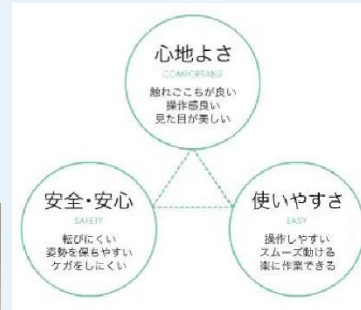 心地よさ
COMFORTABLE
触れごこちが良い
操作感良い
見た目が美しい
安全・安心
SAFETY
転びにくい
姿勢を保ちやすい
ケガをしにくい
使いやすさ
EASY
操作しやすい
スムーズ動ける
楽に作業できる